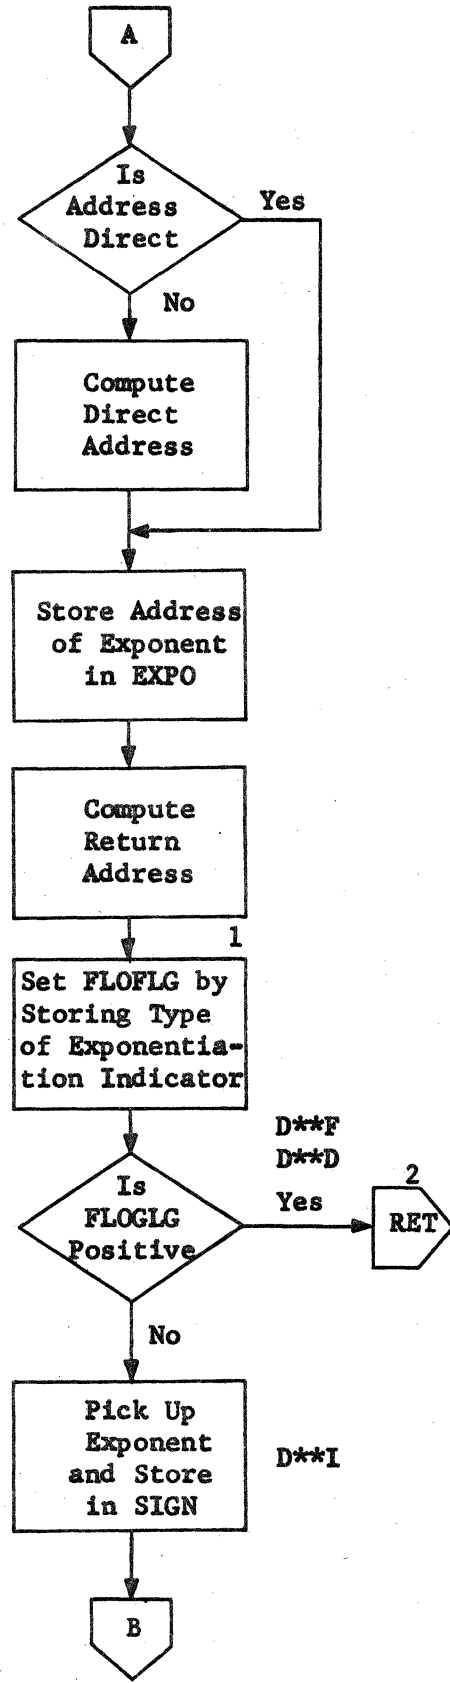 A
Is
Address
Direct
Yes
No
Compute
Direct
Address
Store Address
of Exponent
in EXPO
Compute
Return
Address
1
Set FLOFLG by
Storing Type
of Exponentia-
tion Indicator
D**F
D**D
Yes
2
RET
Is
FLOGLG
Positive
No
Pick Up
Exponent
and Store
in SIGN
D**I
B